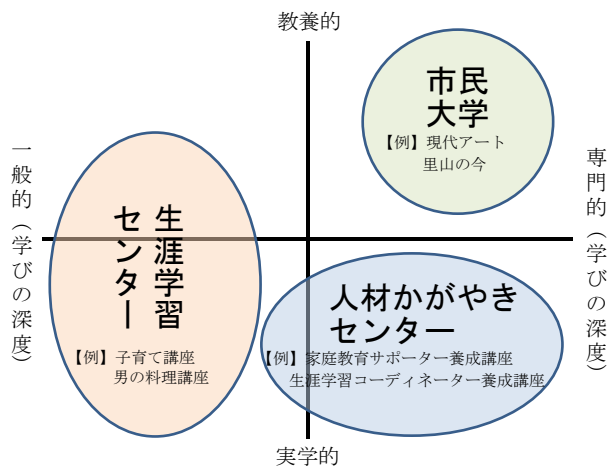 教養的
市民
大学
【例】現代アート
里山の今
一般的（学びの深度）
専門的（学びの深度）
生涯学習
センター
【例】子育て講座
男の料理講座
人材かがやき
センター
【例】家庭教育サポーター養成講座
生涯学習コーディネーター養成講座
実学的